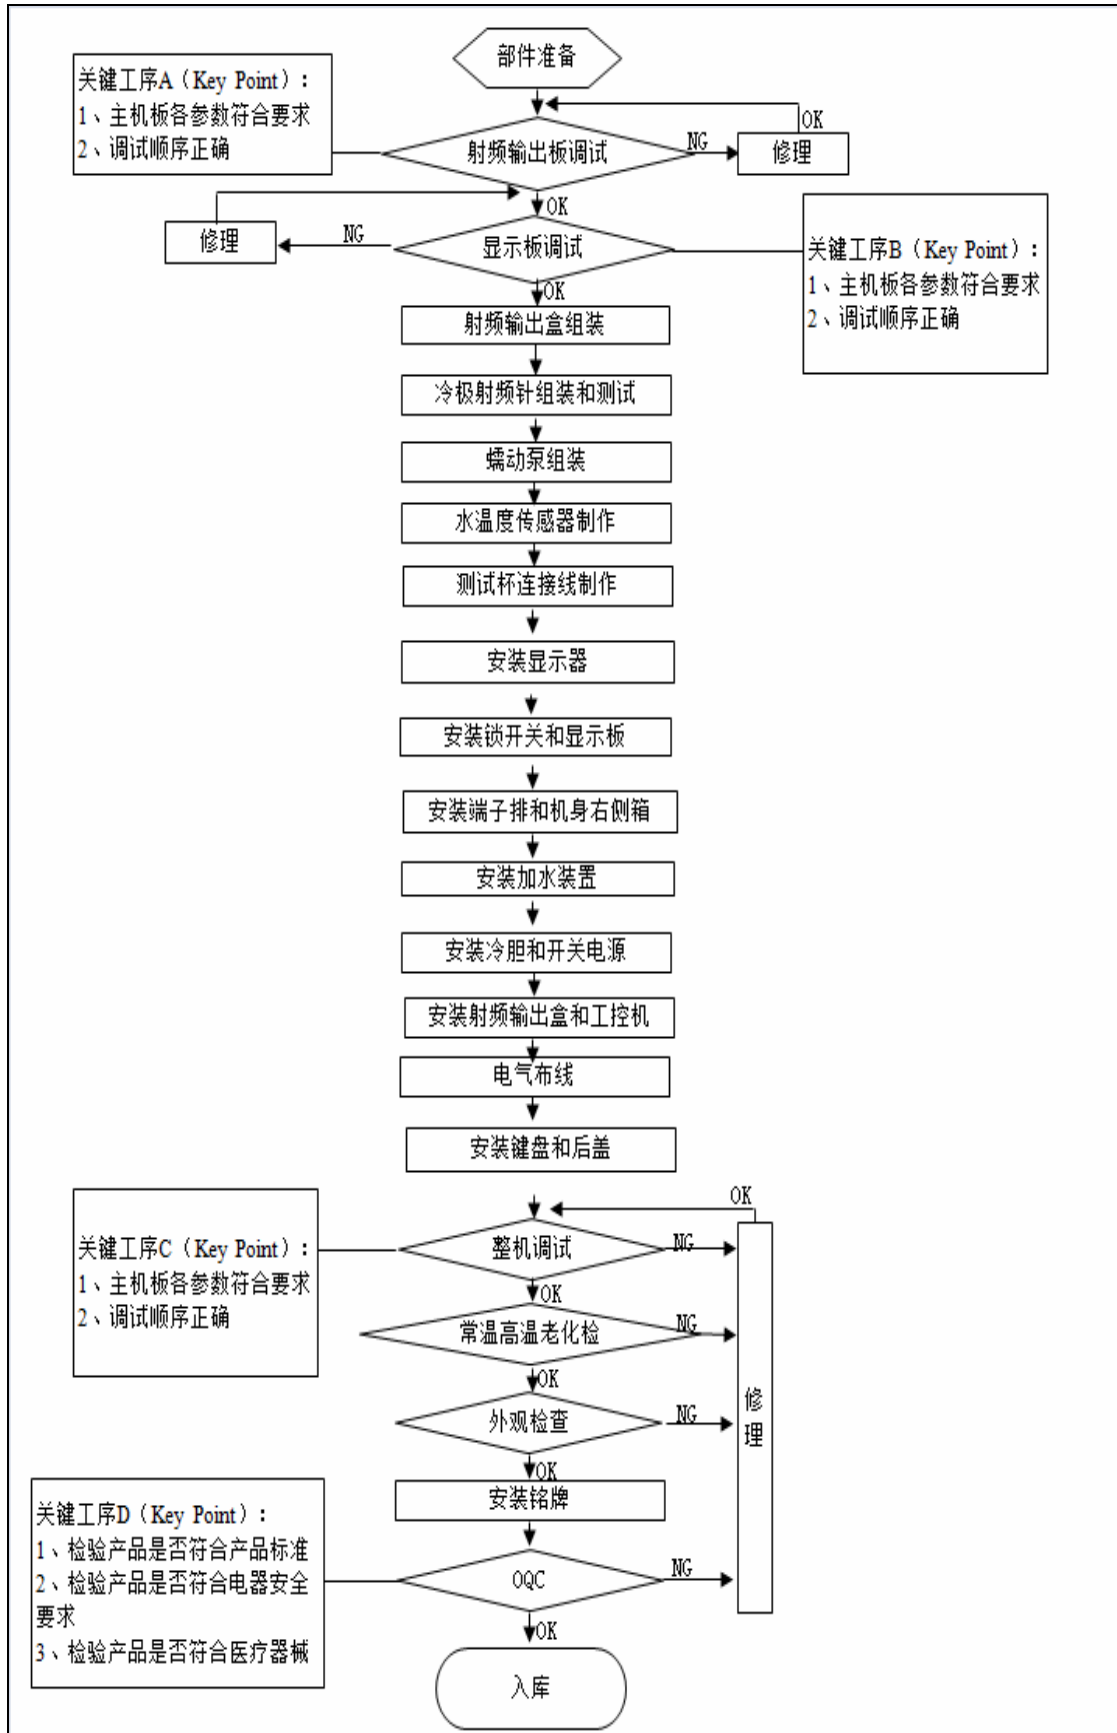 部件准备
关键工序A（Key Point）：
1、主机板各参数符合要求
2、调试顺序正确
OK
射频输出板调试
NG
修理
OK
修理
NG
显示板调试
关键工序B（Key Point）：
1、主机板各参数符合要求
2、调试顺序正确
OK
射频输出盒组装
冷极射频针组装和测试
蠕动泵组装
水温度传感器制作
测试杯连接线制作
安装显示器
安装锁开关和显示板
安装端子排和机身右侧箱
安装加水装置
安装冷胆和开关电源
安装射频输出盒和工控机
电气布线
安装键盘和后盖
OK
关键工序C（Key Point）：
1、主机板各参数符合要求
2、调试顺序正确
整机调试
NG
OK
常温高温老化检
NG
OK
外观检查
NG
修
理
OK
安装铭牌
关键工序D（Key Point）：
1、检验产品是否符合产品标准
2、检验产品是否符合电器安全
要求
3、检验产品是否符合医疗器械
OQC
NG
OK
入库